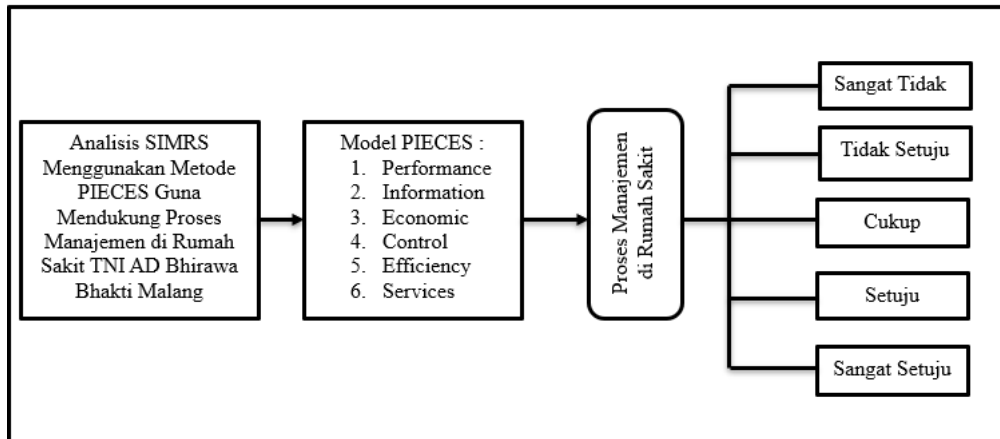 Analisis SIMRS
Menggunakan Metode
PIECES Guna
Mendukung Proses
Manajemen di Rumah
Sakit TNI AD Bhirawa
Bhakti Malang
Model PIECES :
1. Performance
2. Information
3. Economic
4. Control
5. Efficiency
6. Services
Proses Manajemen
di Rumah Sakit
Sangat Tidak
Tidak Setuju
Cukup
Setuju
Sangat Setuju